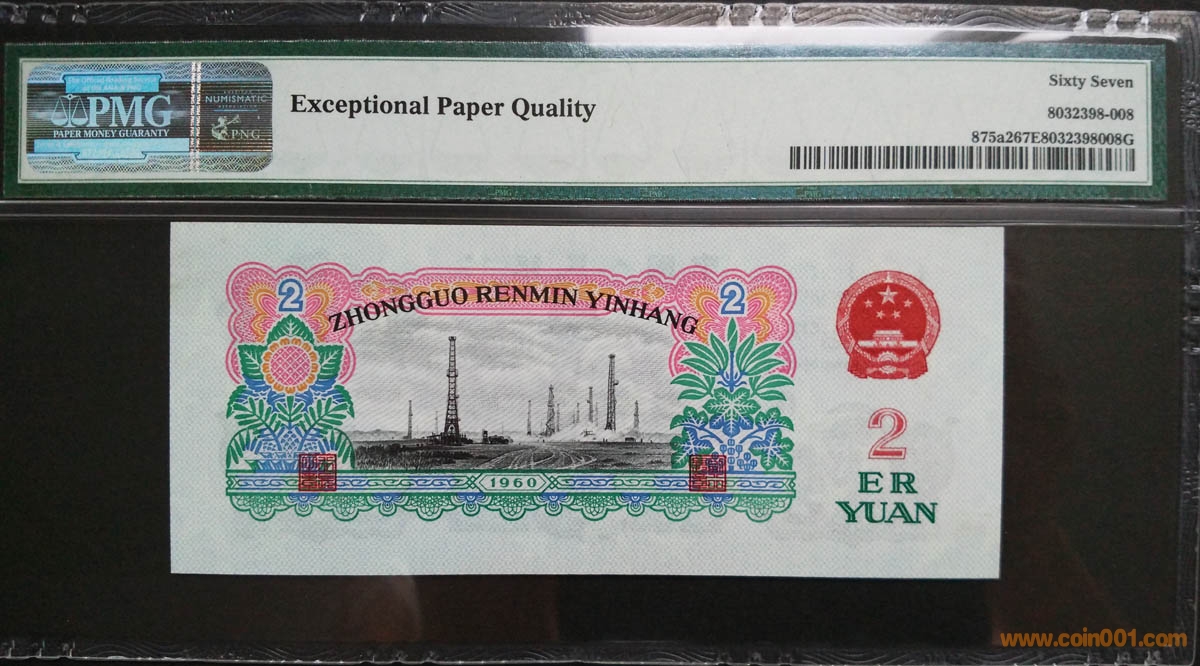 PMG
PAPER MONEY GUARANTY
NUMISMATIC
PNG
Exceptional Paper Quality
Sixty Seven
8032398-008
875a267E8032398008G
ZHONGGUO RENMIN YINHANG
2
2
1960
2
ER
YUAN
www.coin001.com